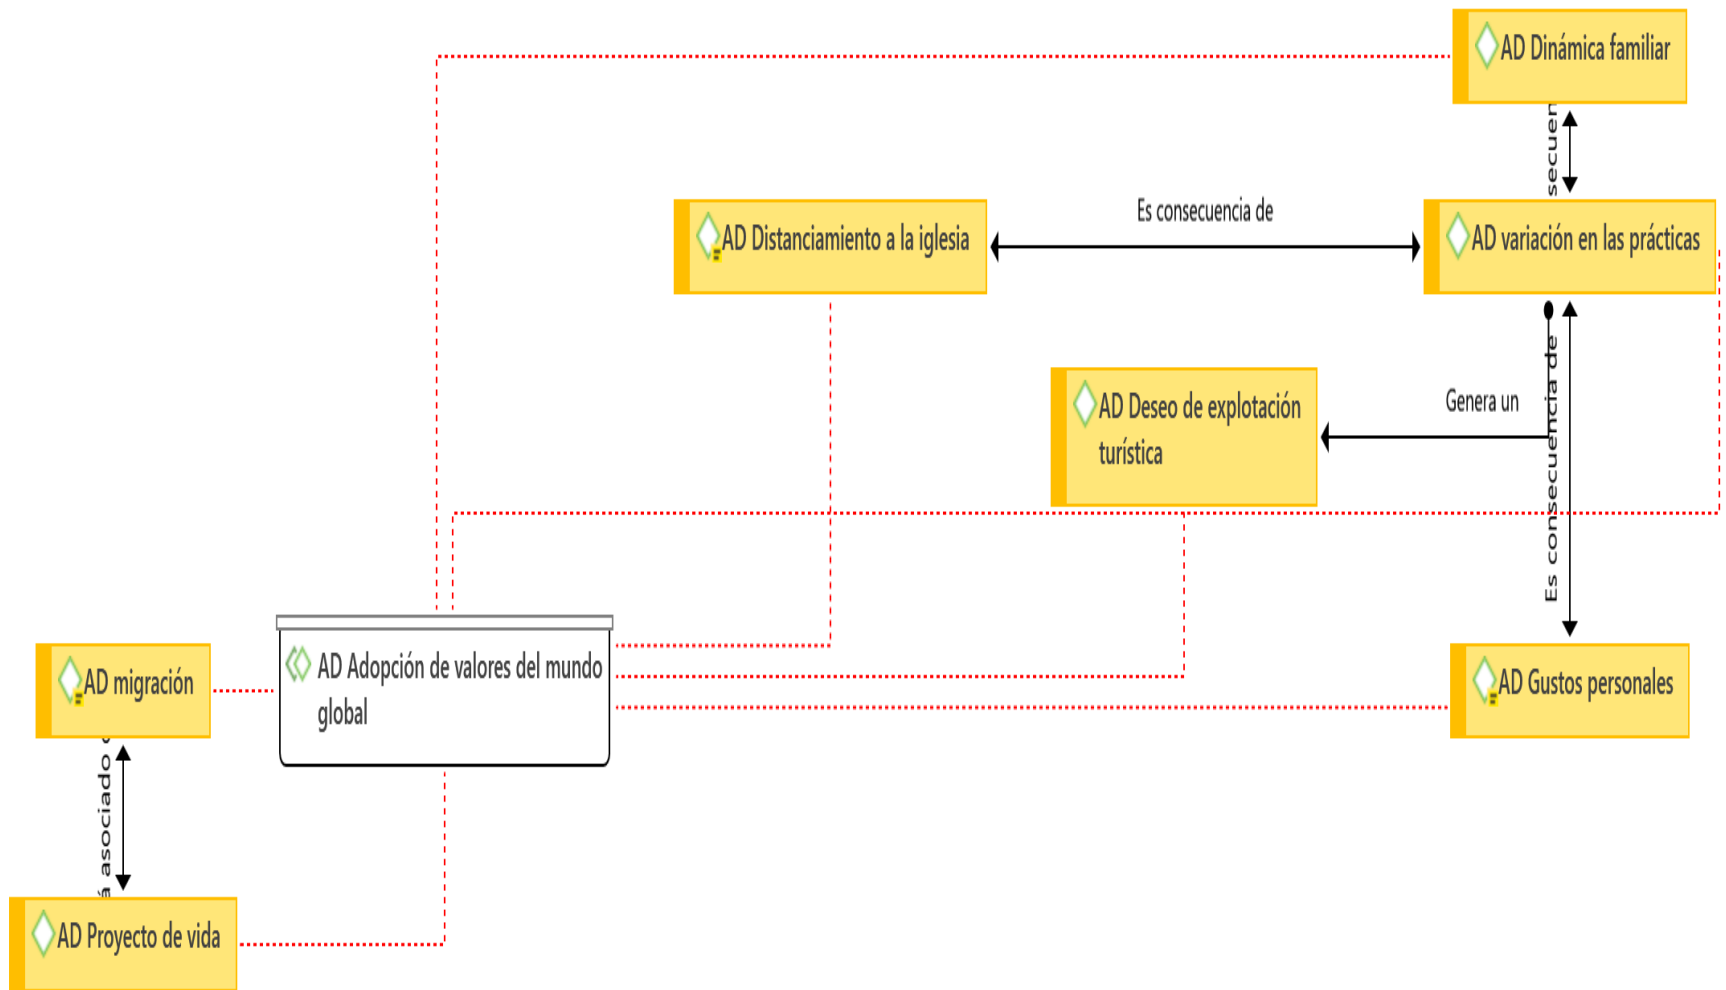 AD Dinámica familiar
Es consecuencia de
AD Distanciamiento a la iglesia
AD variación en las prácticas
AD Deseo de explotación
turística
Genera un
Es consecuencia de
AD migración
AD Adopción de valores del mundo
global
AD Gustos personales
asociado
AD Proyecto de vida